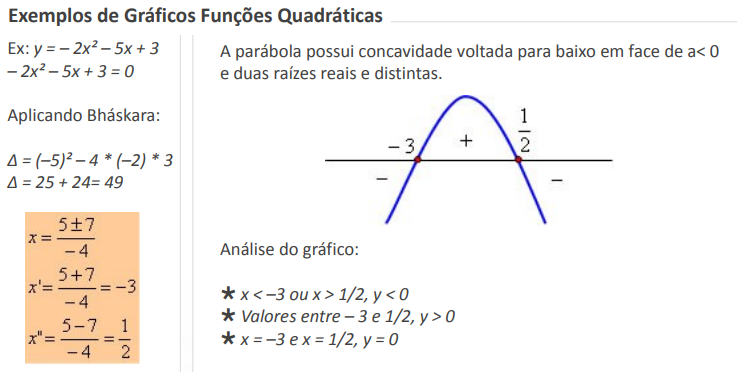 Exemplos de Gráficos Funções Quadráticas
Ex: y = – 2x² – 5x + 3
– 2x² – 5x + 3 = 0
Aplicando Bháskara:
Δ = (–5)² – 4 * (–2) * 3
Δ = 25 + 24= 49
x = (5±7)/(–4)
x'= (5+7)/(–4) = –3
x"= (5–7)/(–4) = 1/2
A parábola possui concavidade voltada para baixo em face de a< 0
e duas raízes reais e distintas.
– 3 + 1/2
– –
Análise do gráfico:
★ x < –3 ou x > 1/2, y < 0
★ Valores entre – 3 e 1/2, y > 0
★ x = –3 e x = 1/2, y = 0